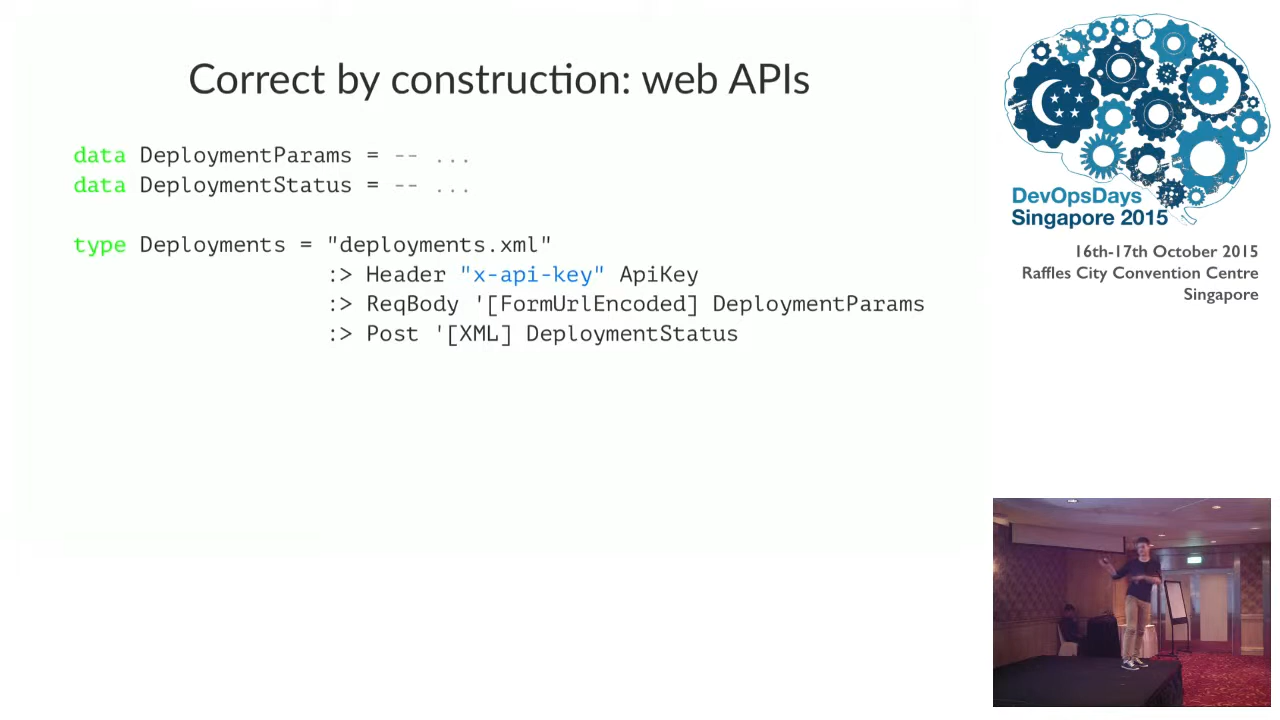 Correct by construction: web APIs
data DeploymentParams = -- ...
data DeploymentStatus = -- ...
type Deployments = "deployments.xml"
:> Header "x-api-key" ApiKey
:> ReqBody '[FormUrlEncoded] DeploymentParams
:> Post '[XML] DeploymentStatus
DevOpsDays
Singapore 2015
16th-17th October 2015
Raffles City Convention Centre
Singapore